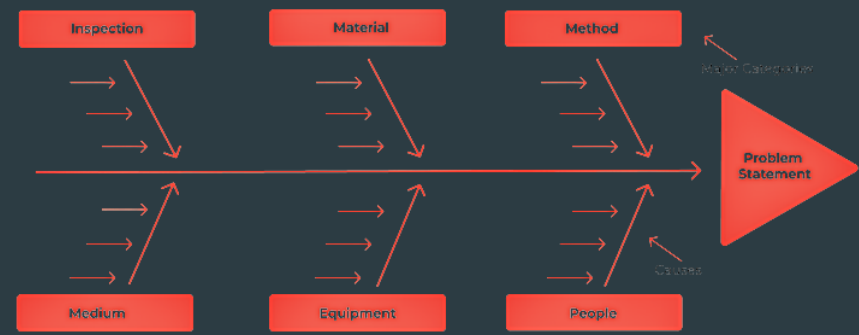 Inspection
Material
Method
Major Categories
Problem
Statement
Causes
Medium
Equipment
People